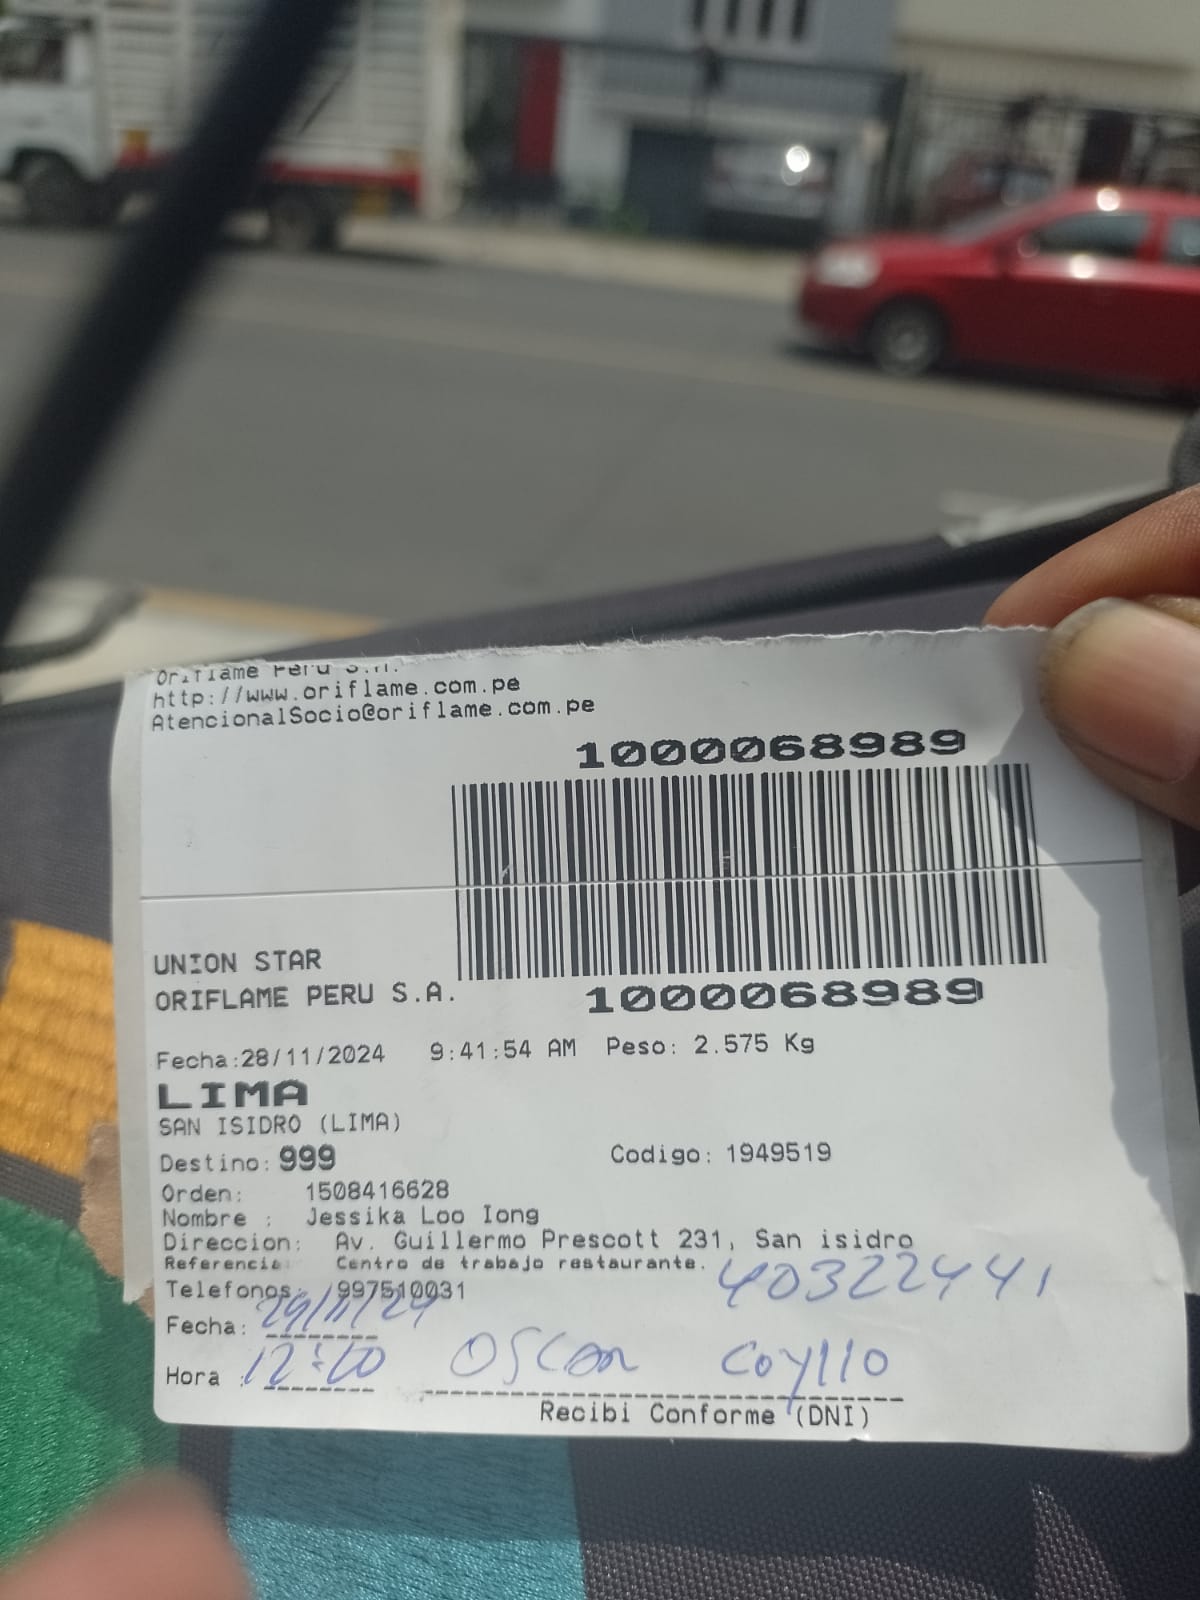 Oriflame Peru S.A.
http://www.oriflame.com.pe
AtencionalSocio@oriflame.com.pe
1000068989
UNION STAR
ORIFLAME PERU S.A.
1000068989
Fecha:28/11/2024 9:41:54 AM Peso: 2.575 Kg
LIMA
SAN ISIDRO (LIMA)
Destino: 999 Codigo: 1949519
Orden: 1508416628
Nombre : Jessika Loo Iong
Direccion: Av. Guillermo Prescott 231, San isidro
Referencia: Centro de trabajo restaurante.
Telefonos: 997510031 40322441
Fecha: 29/11/24
Hora : Oscar Coyllo
Recibi Conforme (DNI)